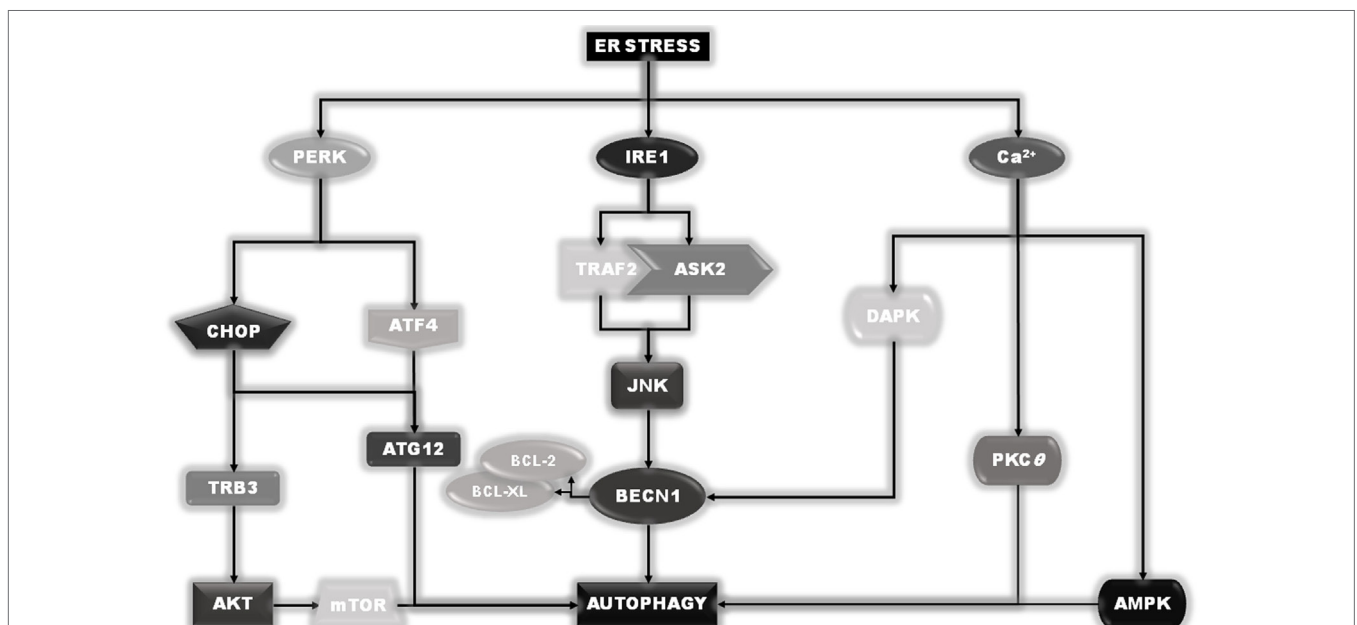 ER STRESS
PERK
IRE1
Ca²⁺
TRAF2
ASK2
DAPK
CHOP
ATF4
JNK
ATG12
BCL-2
PKCθ
TRB3
BCL-XL
BECN1
AKT
mTOR
AUTOPHAGY
AMPK